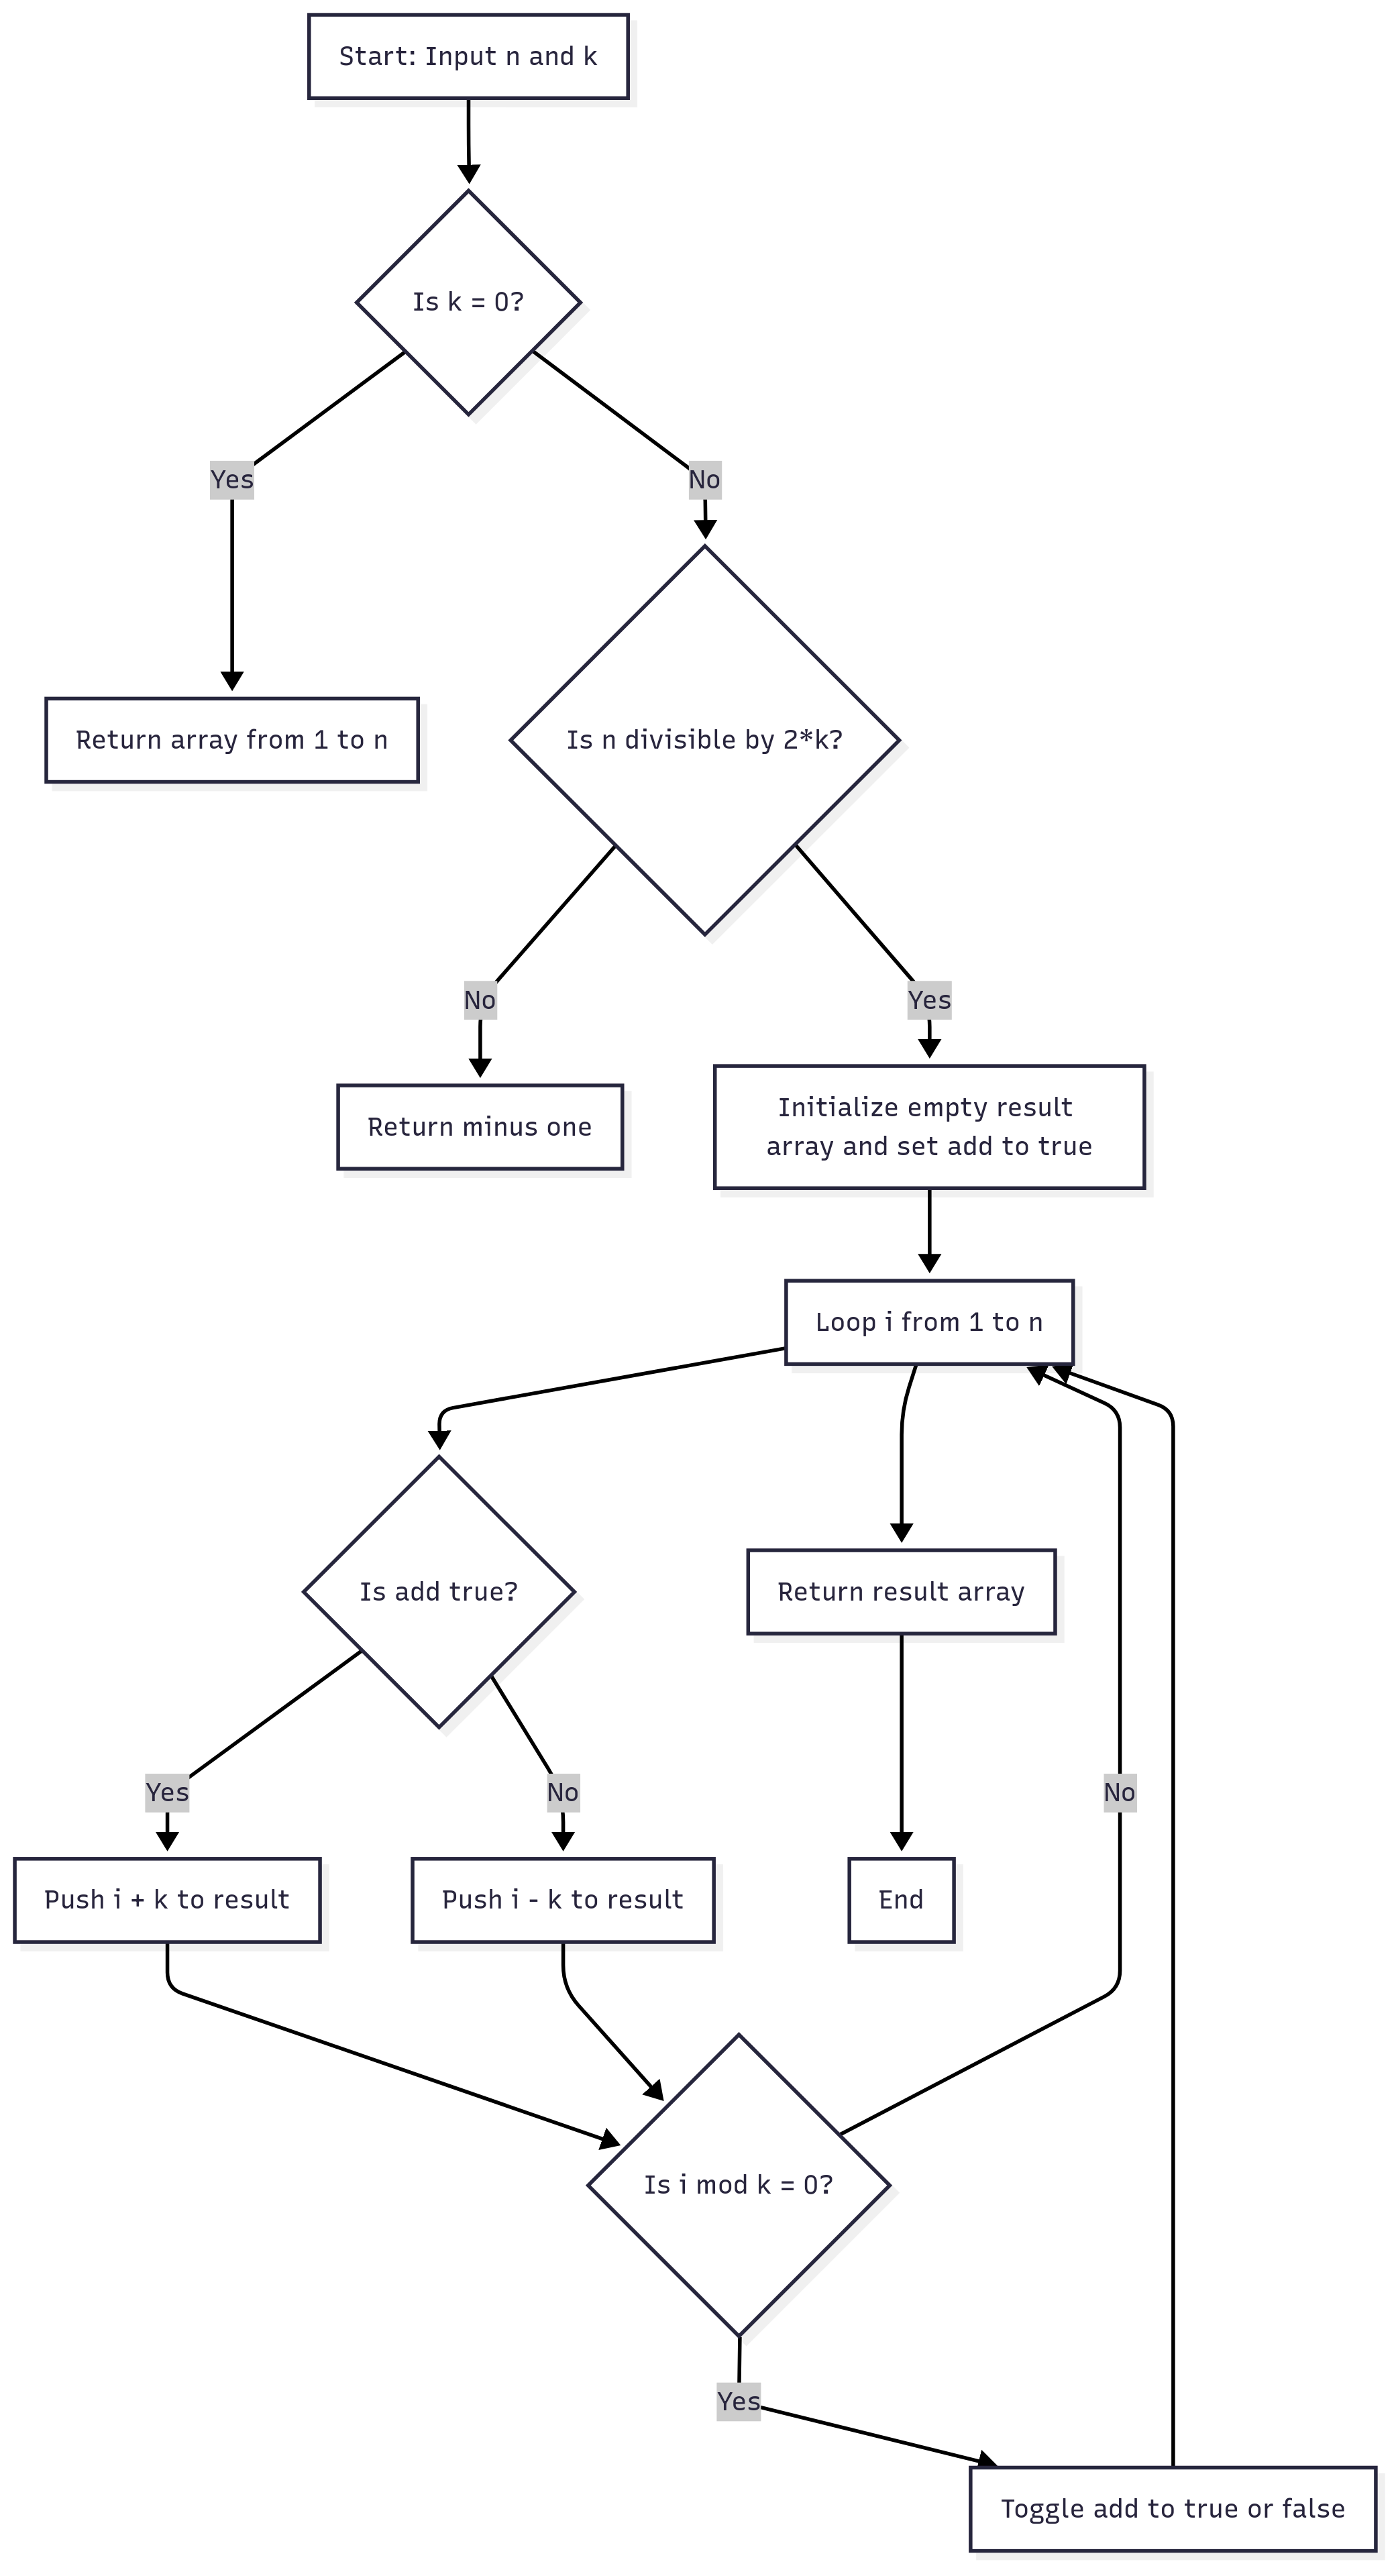 Start: Input n and k
Is k = 0?
Yes
No
Return array from 1 to n
Is n divisible by 2*k?
No
Yes
Return minus one
Initialize empty result
array and set add to true
Loop i from 1 to n
Is add true?
Return result array
Yes
No
No
Push i + k to result
Push i - k to result
End
Is i mod k = 0?
Yes
Toggle add to true or false